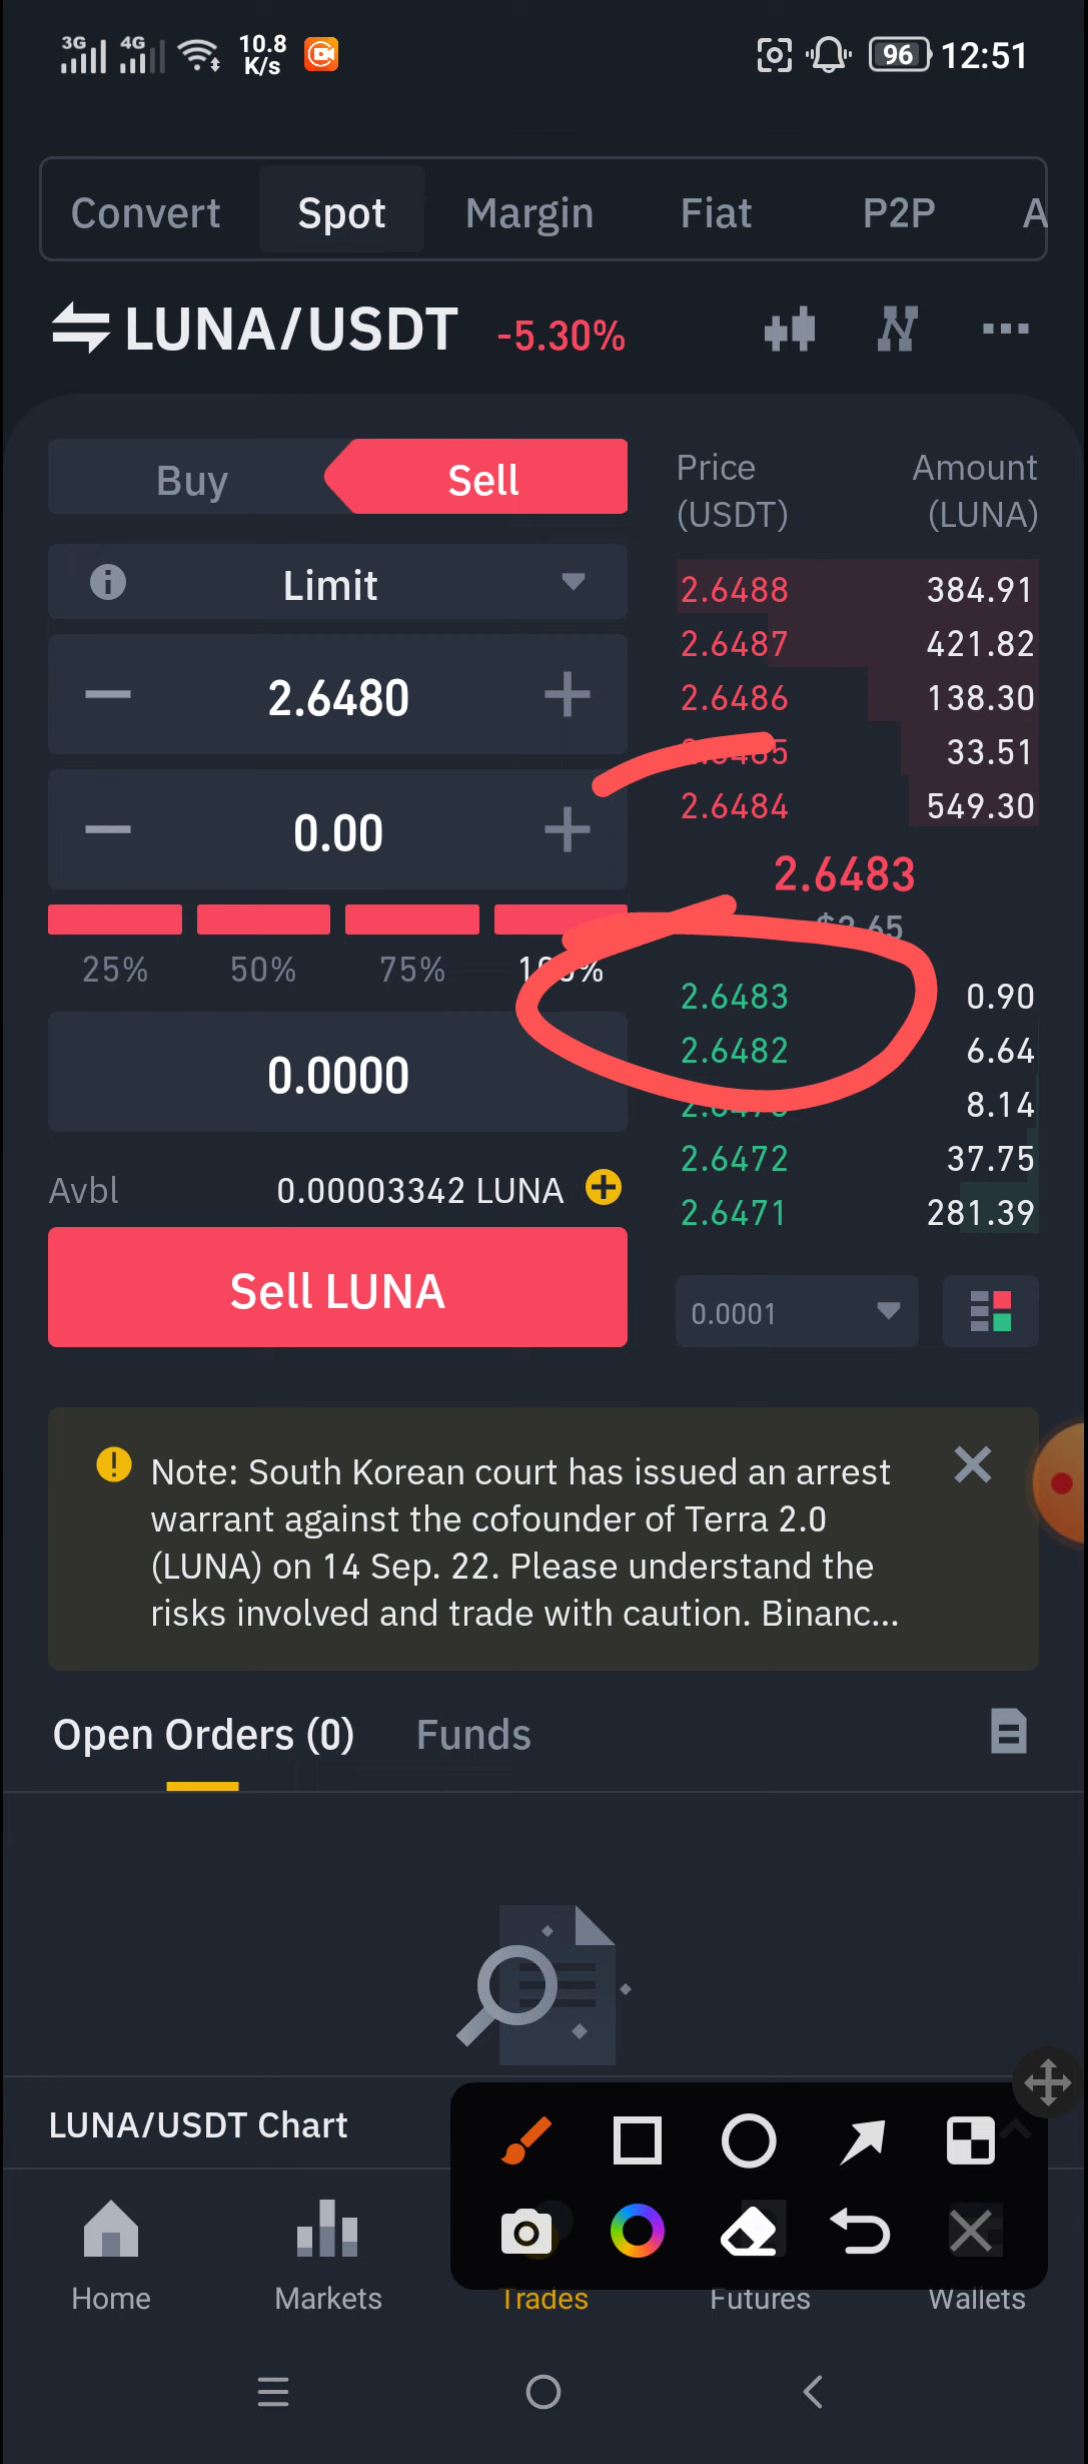 3G 4G 10.8 K/s 96 12:51
Convert Spot Margin Fiat P2P A
LUNA/USDT -5.30%
Buy Sell
Limit
2.6480
0.00
25% 50% 75%
0.0000
Avbl 0.00003342 LUNA
Sell LUNA
Price (USDT) Amount (LUNA)
2.6488 384.91
2.6487 421.82
2.6486 138.30
33.51
2.6484 549.30
2.6483
2.6483 0.90
2.6482 6.64
8.14
2.6472 37.75
2.6471 281.39
0.0001
Note: South Korean court has issued an arrest
warrant against the cofounder of Terra 2.0
(LUNA) on 14 Sep. 22. Please understand the
risks involved and trade with caution. Binanc...
Open Orders (0) Funds
LUNA/USDT Chart
Home Markets Trades Futures Wallets